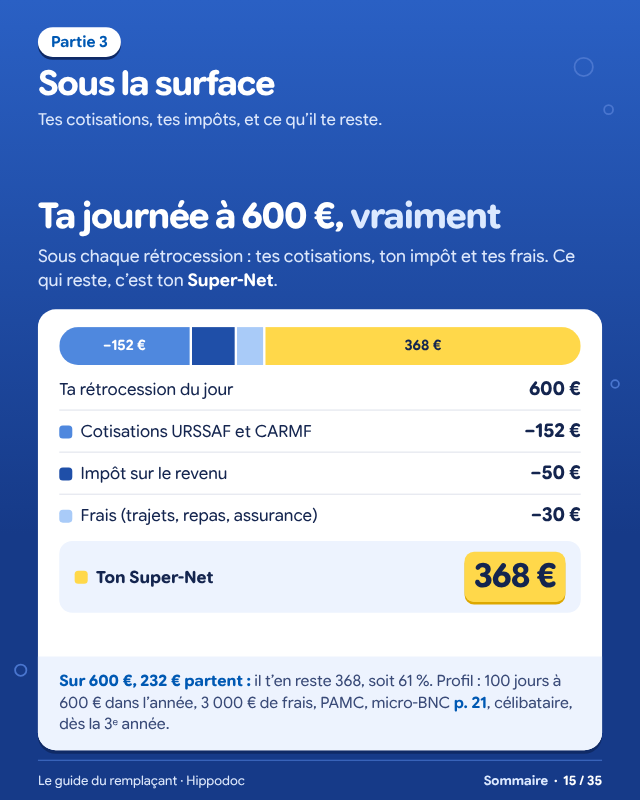 Partie 3
Sous la surface
Tes cotisations, tes impôts, et ce qu’il te reste.
Ta journée à 600 €, vraiment
Sous chaque rétrocession : tes cotisations, ton impôt et tes frais. Ce
qui reste, c’est ton Super-Net.
−152 €
368 €
Ta rétrocession du jour 600 €
Cotisations URSSAF et CARMF −152 €
Impôt sur le revenu −50 €
Frais (trajets, repas, assurance) −30 €
Ton Super-Net 368 €
Sur 600 €, 232 € partent : il t’en reste 368, soit 61 %. Profil : 100 jours à
600 € dans l’année, 3 000 € de frais, PAMC, micro-BNC p. 21, célibataire,
dès la 3ᵉ année.
Le guide du remplaçant · Hippodoc Sommaire · 15 / 35